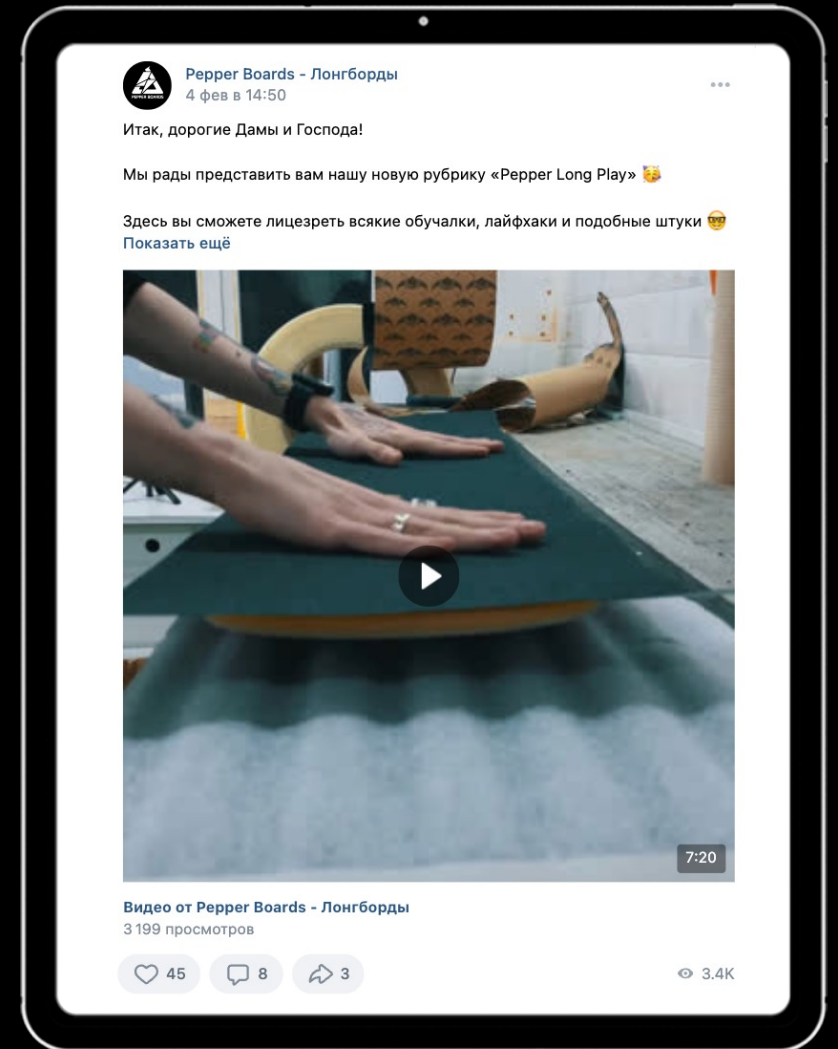 Pepper Boards - Лонгборды
4 фев в 14:50
Итак, дорогие Дамы и Господа!
Мы рады представить вам нашу новую рубрику «Pepper Long Play» 🥳
Здесь вы сможете лицезреть всякие обучалки, лайфхаки и подобные штуки 🤓
Показать ещё
7:20
Видео от Pepper Boards - Лонгборды
3 199 просмотров
45 8 3 3.4K